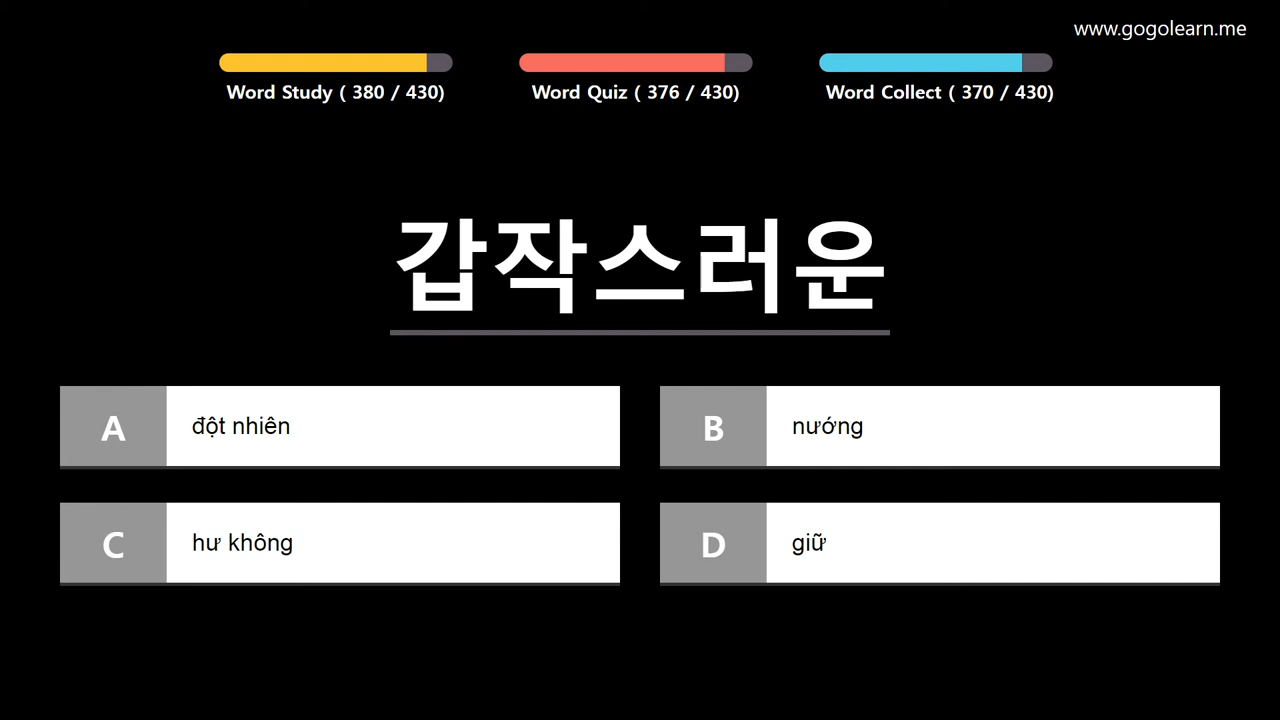 www.gogolearn.me
Word Study ( 380 / 430)
Word Quiz ( 376 / 430)
Word Collect ( 370 / 430)
갑작스러운
A
đột nhiên
B
nướng
C
hư không
D
giữ